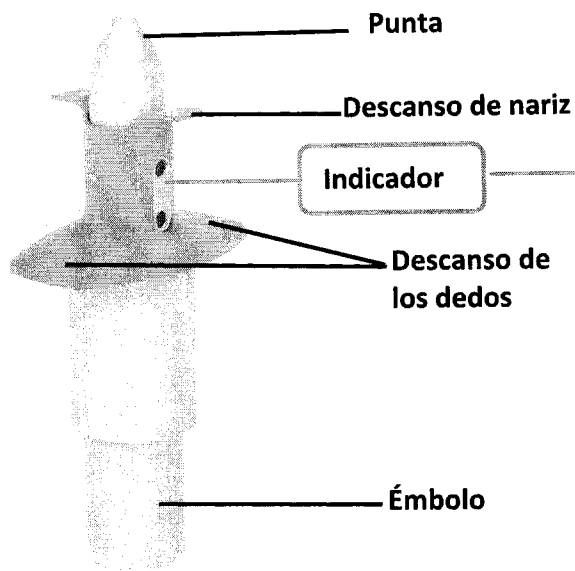 Punta
Descanso de nariz
Indicador
Descanso de
los dedos
Émbolo